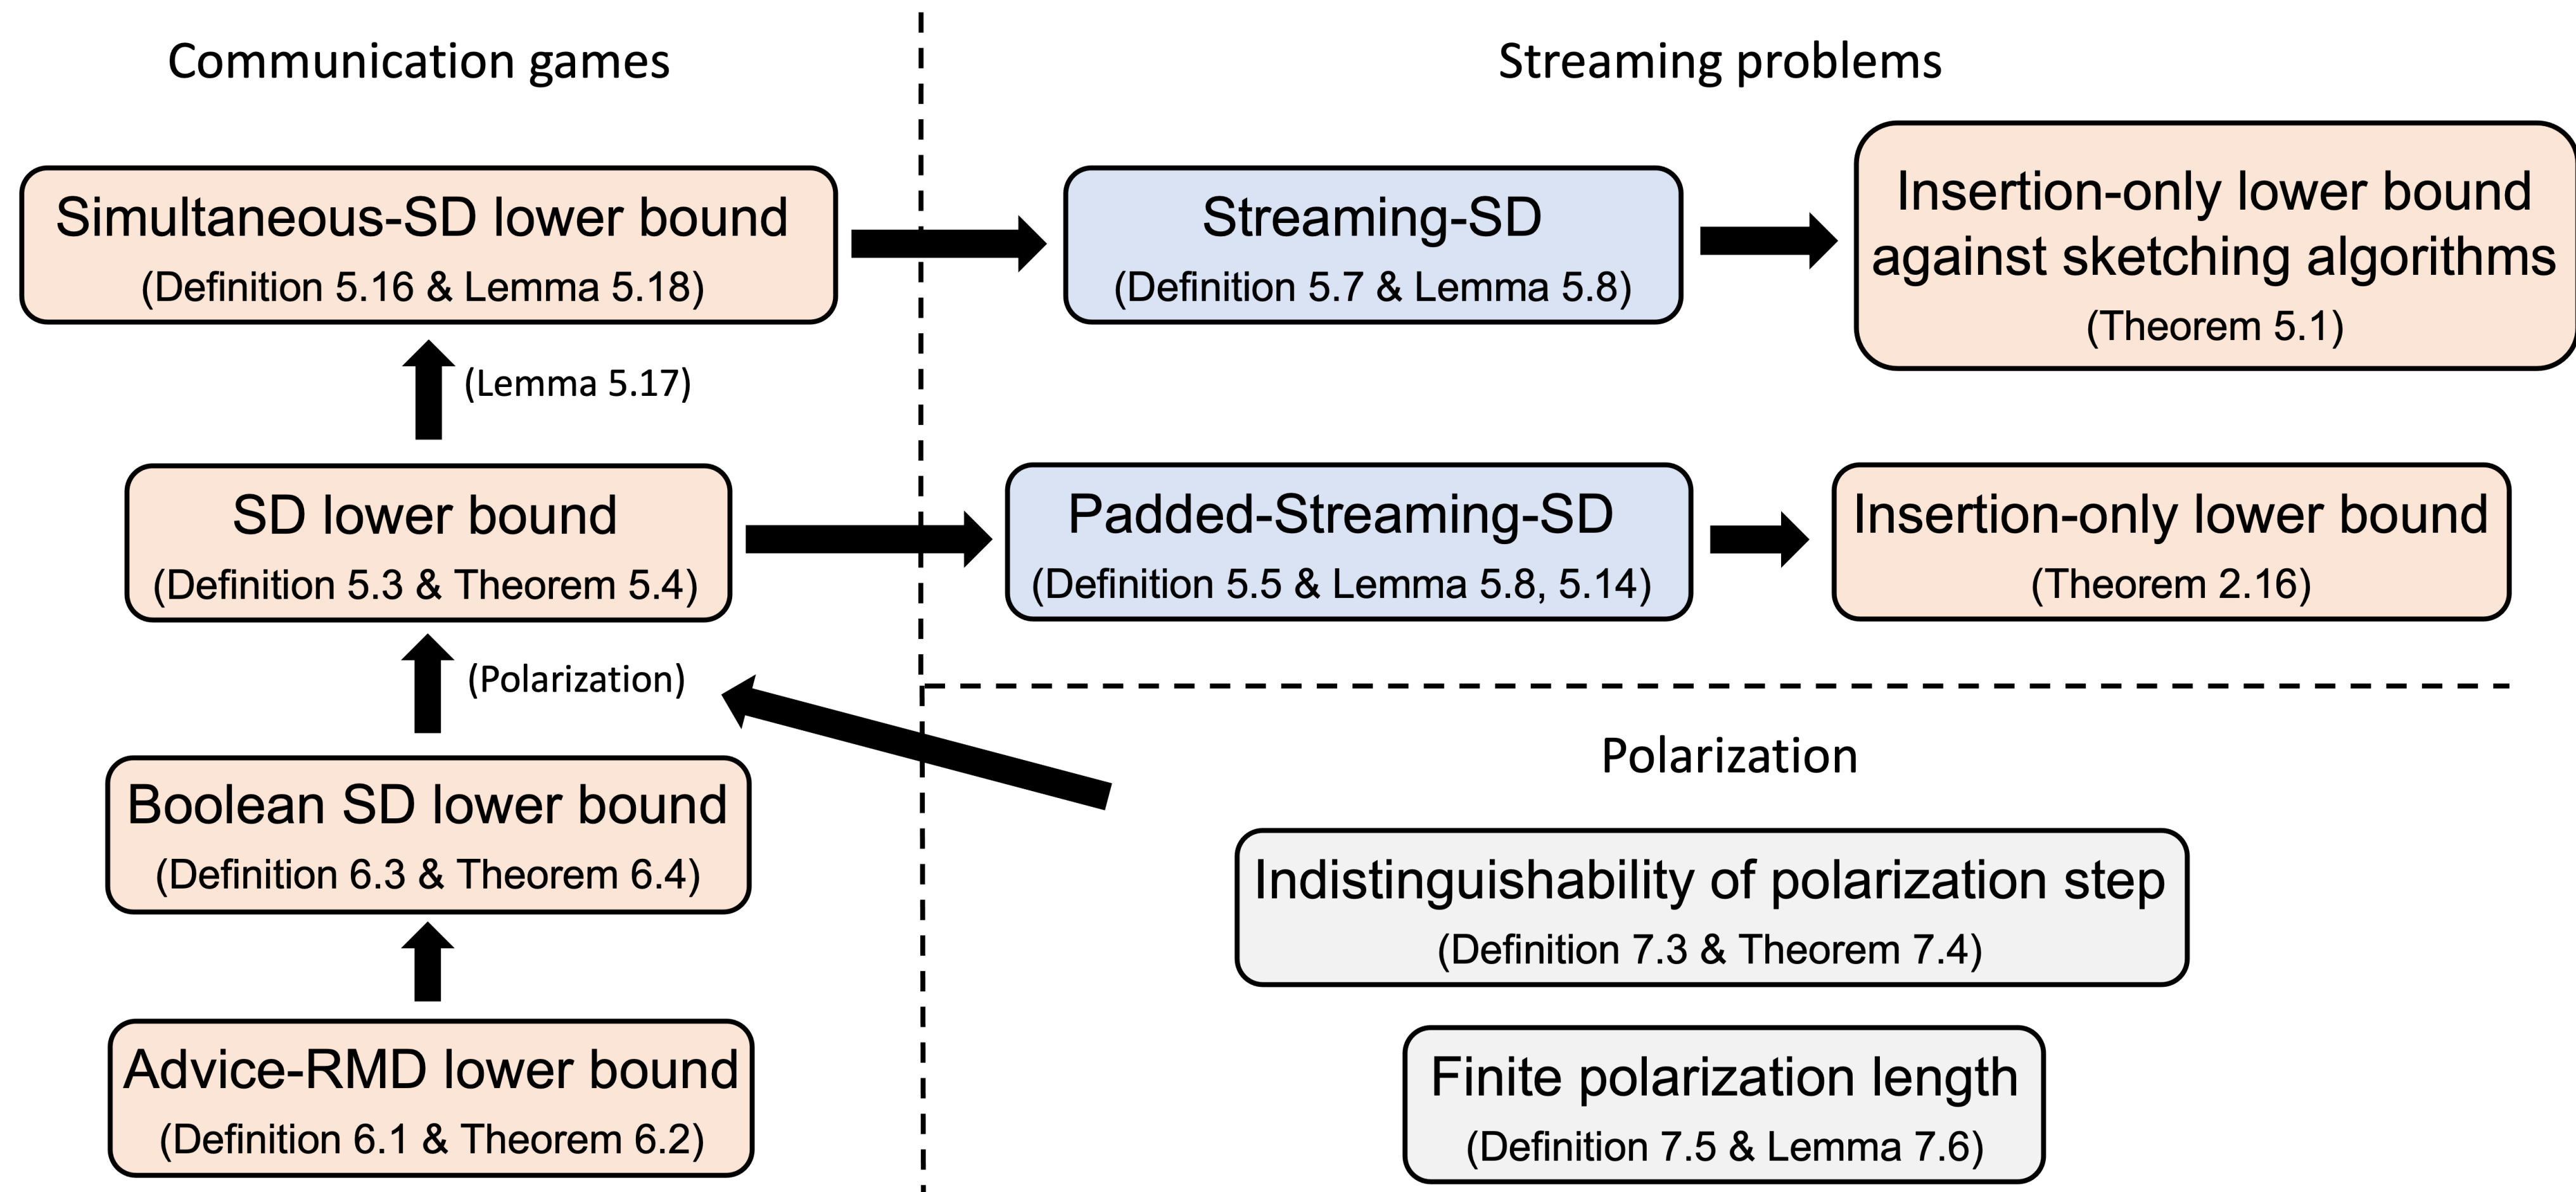 Communication games
Streaming problems
Simultaneous-SD lower bound
(Definition 5.16 & Lemma 5.18)
Streaming-SD
(Definition 5.7 & Lemma 5.8)
Insertion-only lower bound
against sketching algorithms
(Theorem 5.1)
(Lemma 5.17)
SD lower bound
(Definition 5.3 & Theorem 5.4)
Padded-Streaming-SD
(Definition 5.5 & Lemma 5.8, 5.14)
Insertion-only lower bound
(Theorem 2.16)
(Polarization)
Boolean SD lower bound
(Definition 6.3 & Theorem 6.4)
Advice-RMD lower bound
(Definition 6.1 & Theorem 6.2)
Polarization
Indistinguishability of polarization step
(Definition 7.3 & Theorem 7.4)
Finite polarization length
(Definition 7.5 & Lemma 7.6)